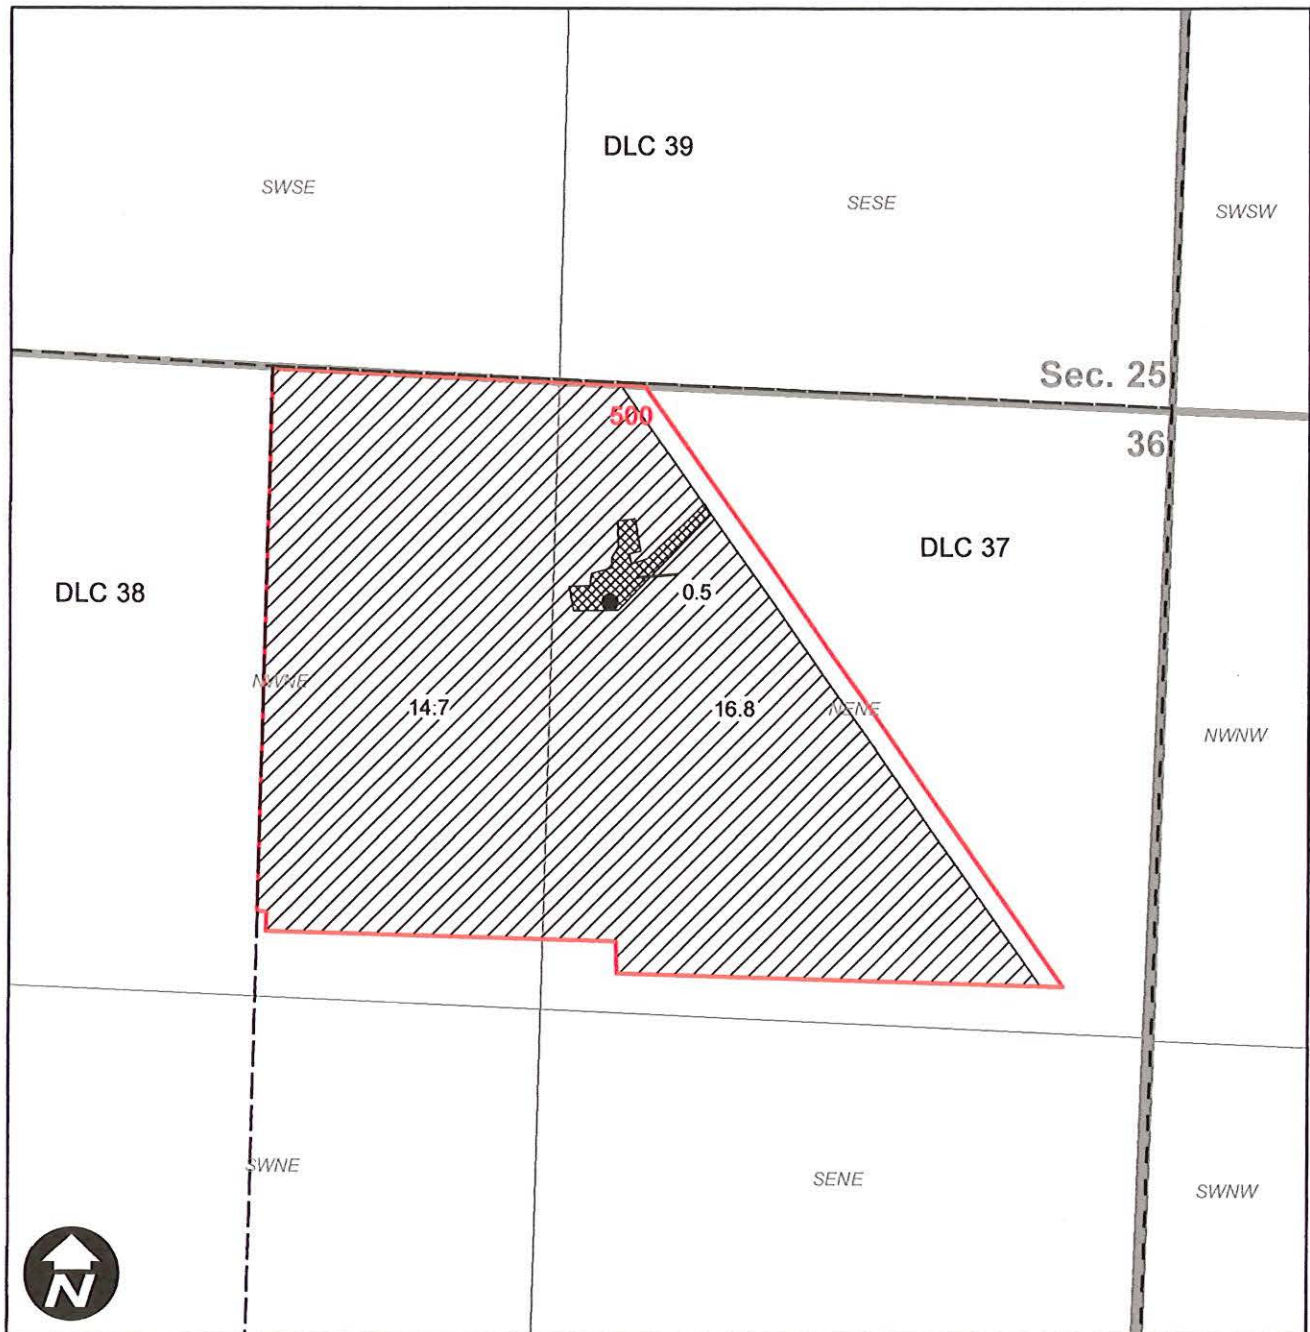 DLC 39
SWSE
SESE
SWSW
Sec. 25
500
36
DLC 37
DLC 38
0.5
NWNE
14.7
16.8
NENE
NWNW
SWNE
SENE
SWNW
N